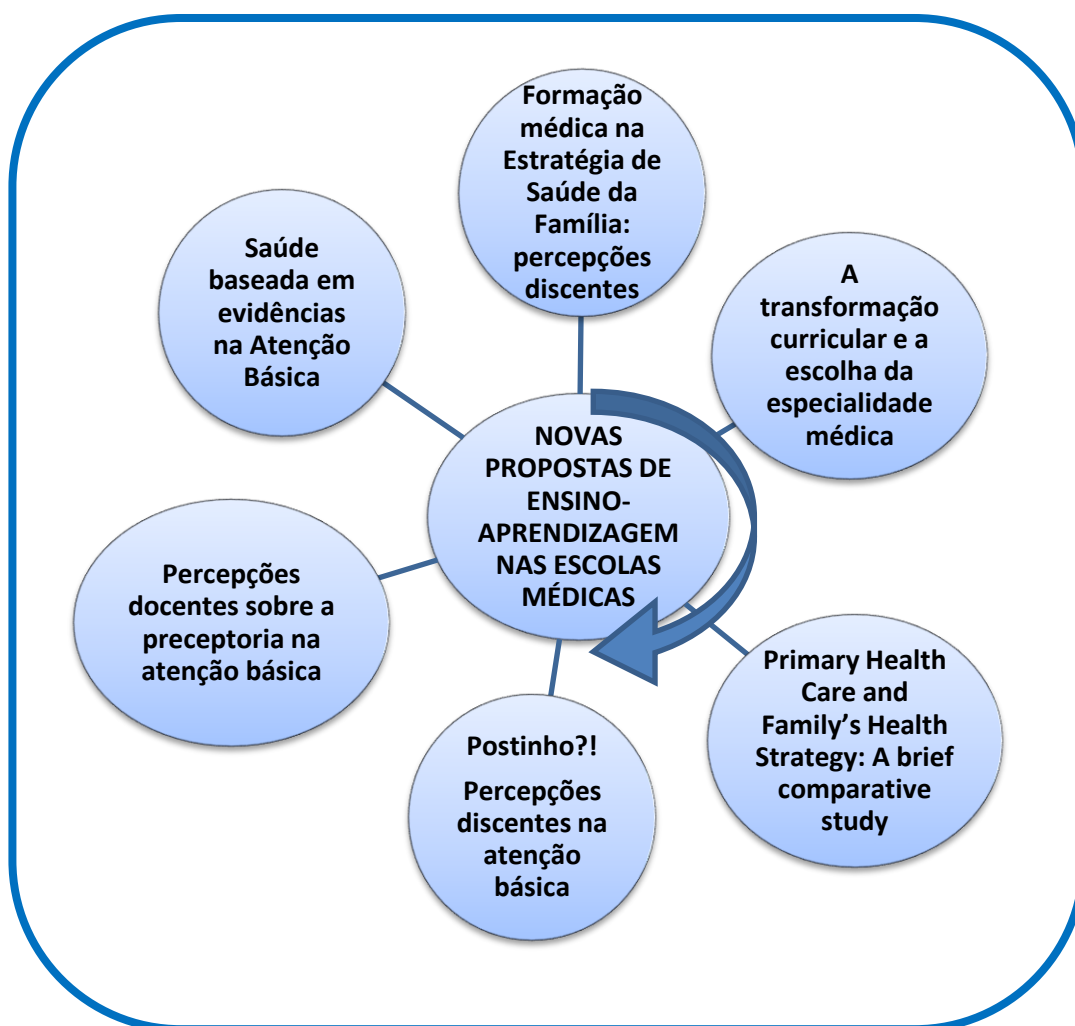 Formação
médica na
Estratégia de
Saúde da
Família:
percepções
discentes
A
transformação
curricular e a
escolha da
especialidade
médica
Primary Health
Care and
Family’s Health
Strategy: A brief
comparative
study
Postinho?!
Percepções
discentes na
atenção
básica
Percepções
docentes sobre a
preceptoria na
atenção básica
Saúde
baseada em
evidências
na Atenção
Básica
NOVAS
PROPOSTAS DE
ENSINO-
APRENDIZAGEM
NAS ESCOLAS
MÉDICAS